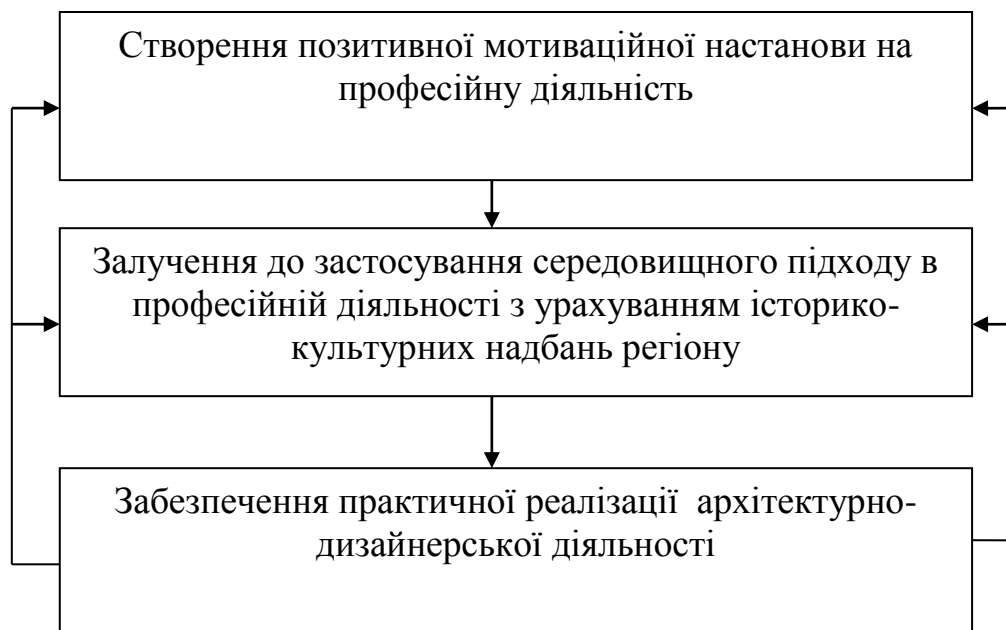 Створення позитивної мотиваційної настанови на
професійну діяльність
Залучення до застосування середовищного підходу в
професійній діяльності з урахуванням історико-
культурних надбань регіону
Забезпечення практичної реалізації  архітектурно-
дизайнерської діяльності